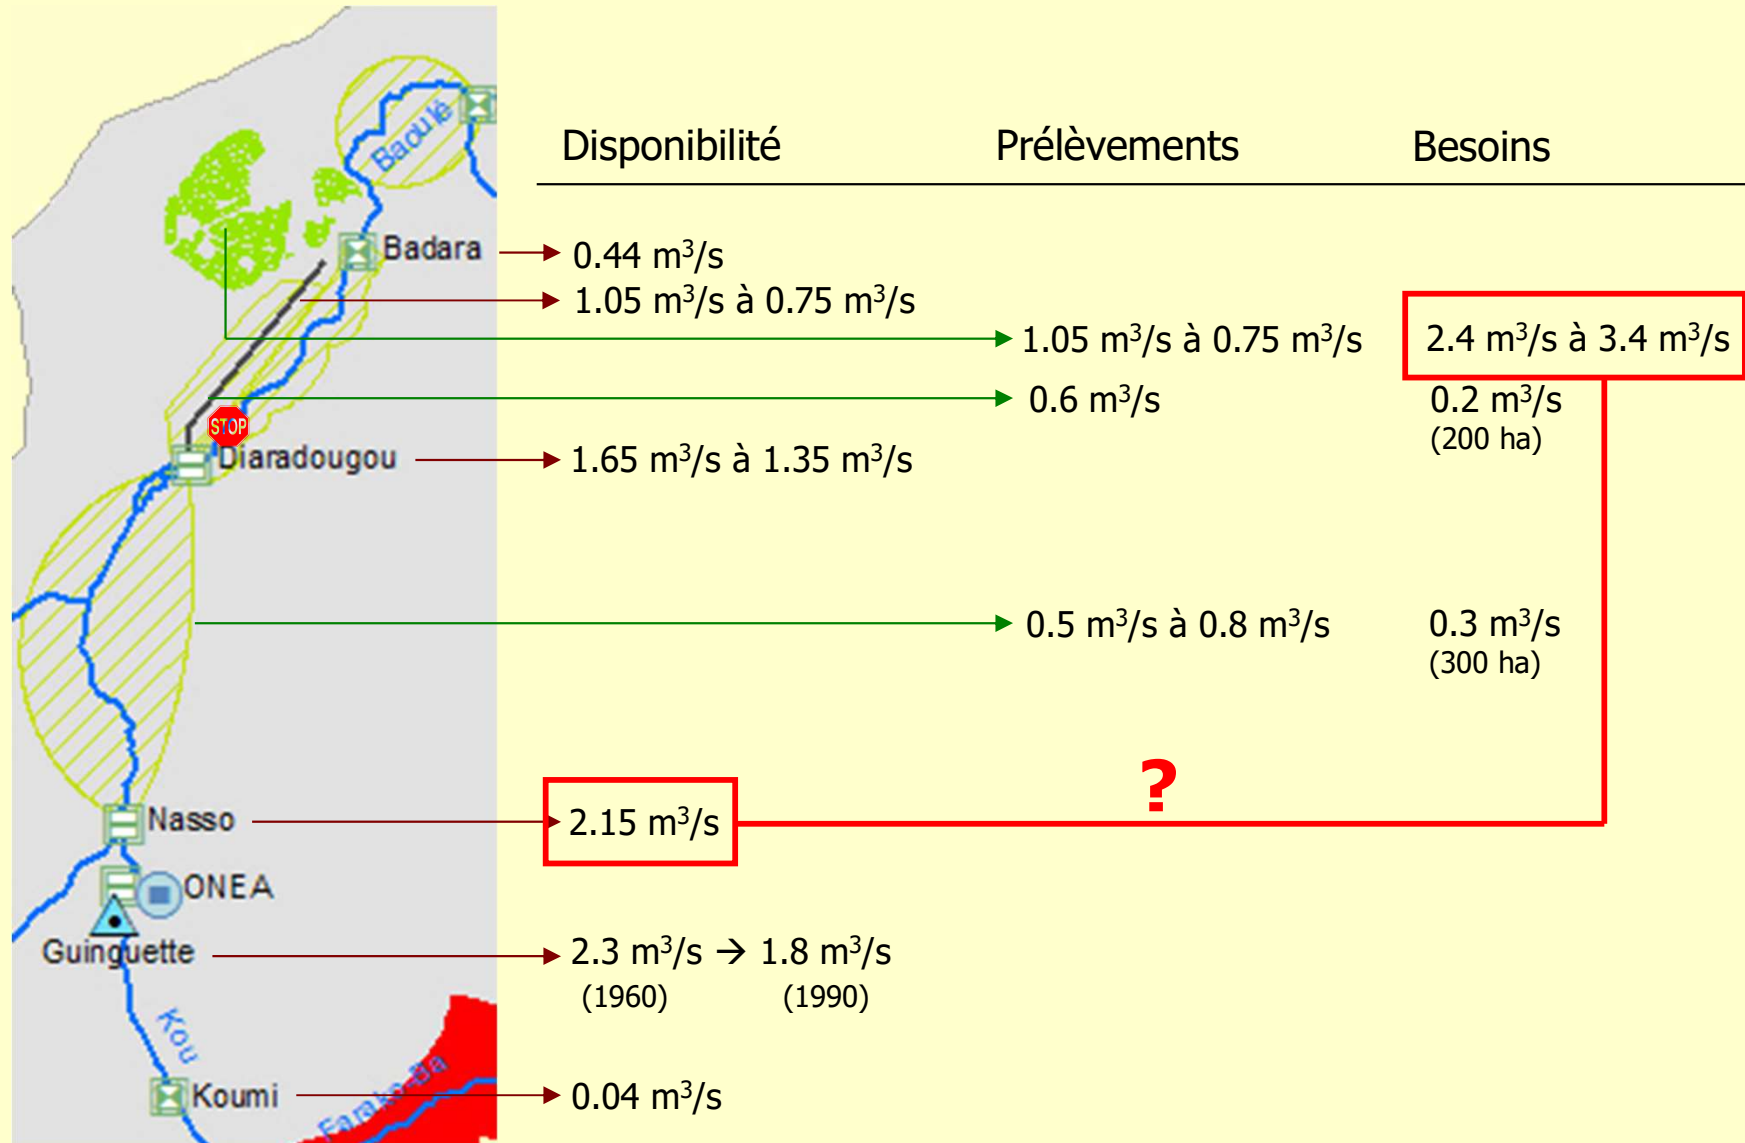 Disponibilité Prélèvements Besoins
Baoulé
Badara 0.44 m³/s
1.05 m³/s à 0.75 m³/s
1.05 m³/s à 0.75 m³/s 2.4 m³/s à 3.4 m³/s
0.6 m³/s 0.2 m³/s
(200 ha)
STOP
Diaradougou 1.65 m³/s à 1.35 m³/s
0.5 m³/s à 0.8 m³/s 0.3 m³/s
(300 ha)
?
Nasso 2.15 m³/s
ONEA
Guinguette 2.3 m³/s → 1.8 m³/s
(1960) (1990)
Kou
Farako-Ba
Koumi 0.04 m³/s